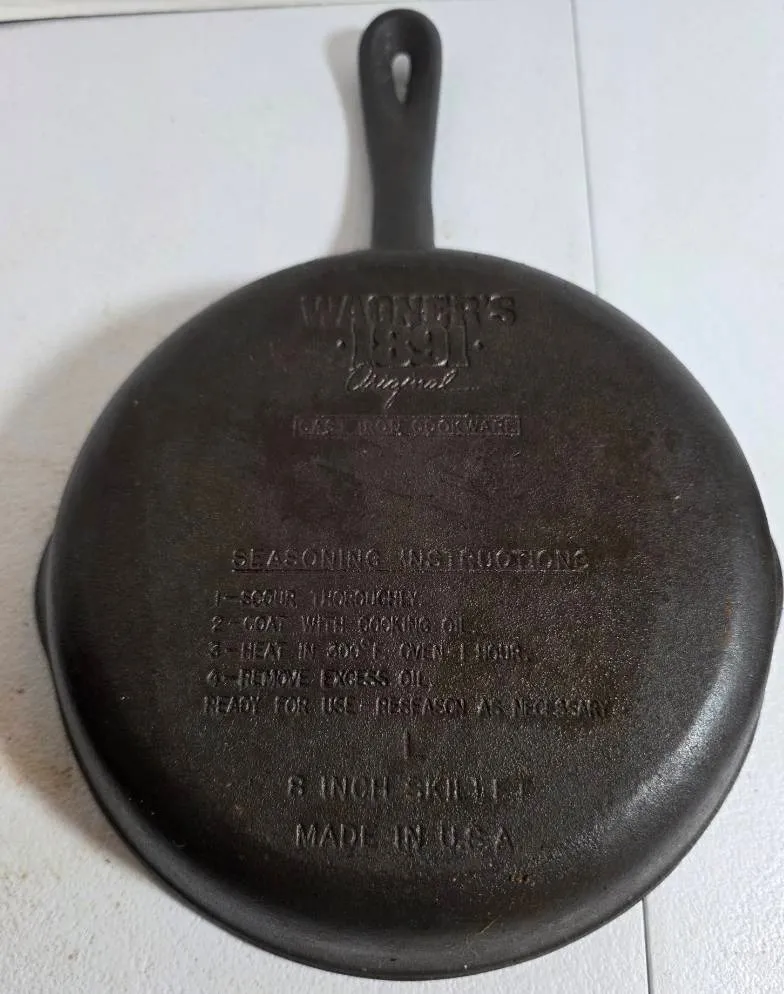 WAGNER'S
·1891·
Original
CAST IRON COOKWARE
SEASONING INSTRUCTIONS
1-SCOUR THOROUGHLY
2-COAT WITH COOKING OIL
3-HEAT IN 300°F. OVEN 1 HOUR.
4-REMOVE EXCESS OIL
READY FOR USE-RESEASON AS NECESSARY
L
8 INCH SKILLET
MADE IN U.S.A.